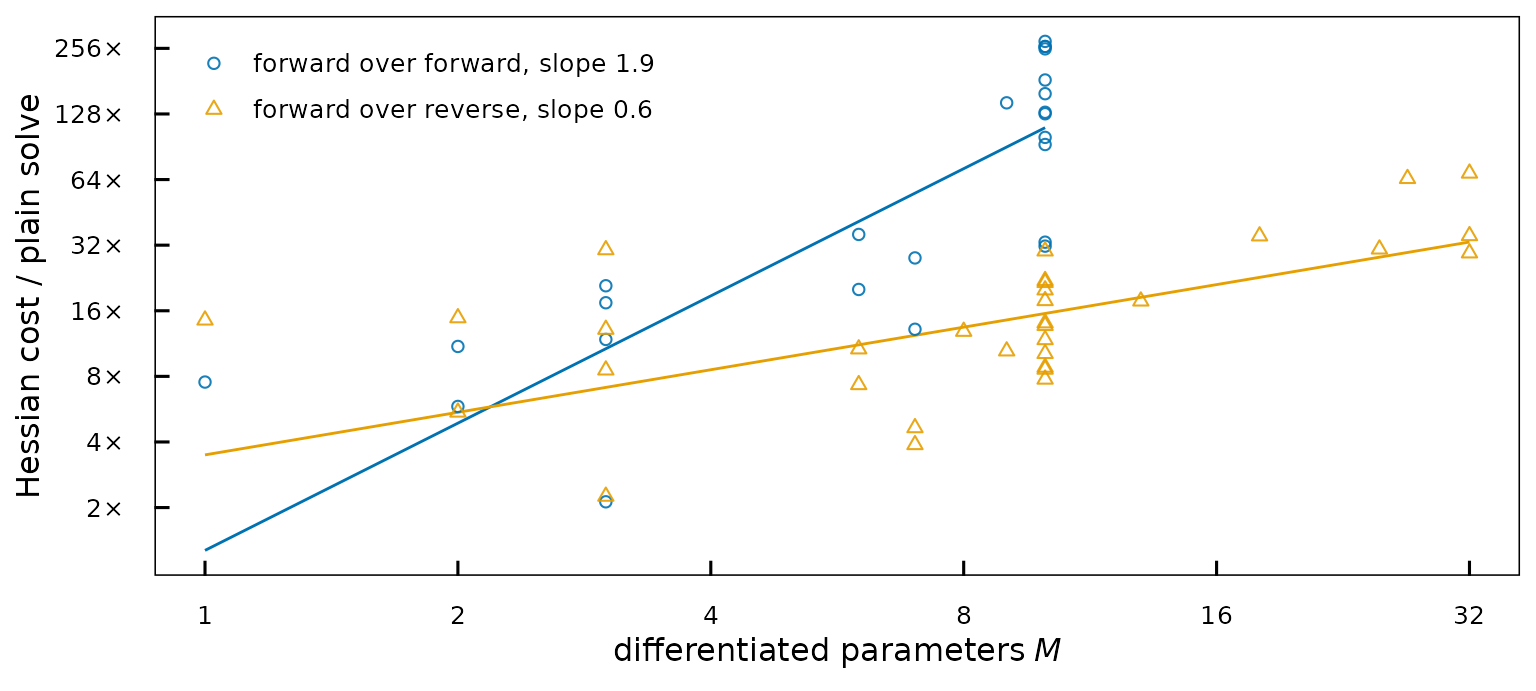 256×
128×
64×
32×
16×
8×
4×
2×
Hessian cost / plain solve
forward over forward, slope 1.9
forward over reverse, slope 0.6
1 2 4 8 16 32
differentiated parameters M